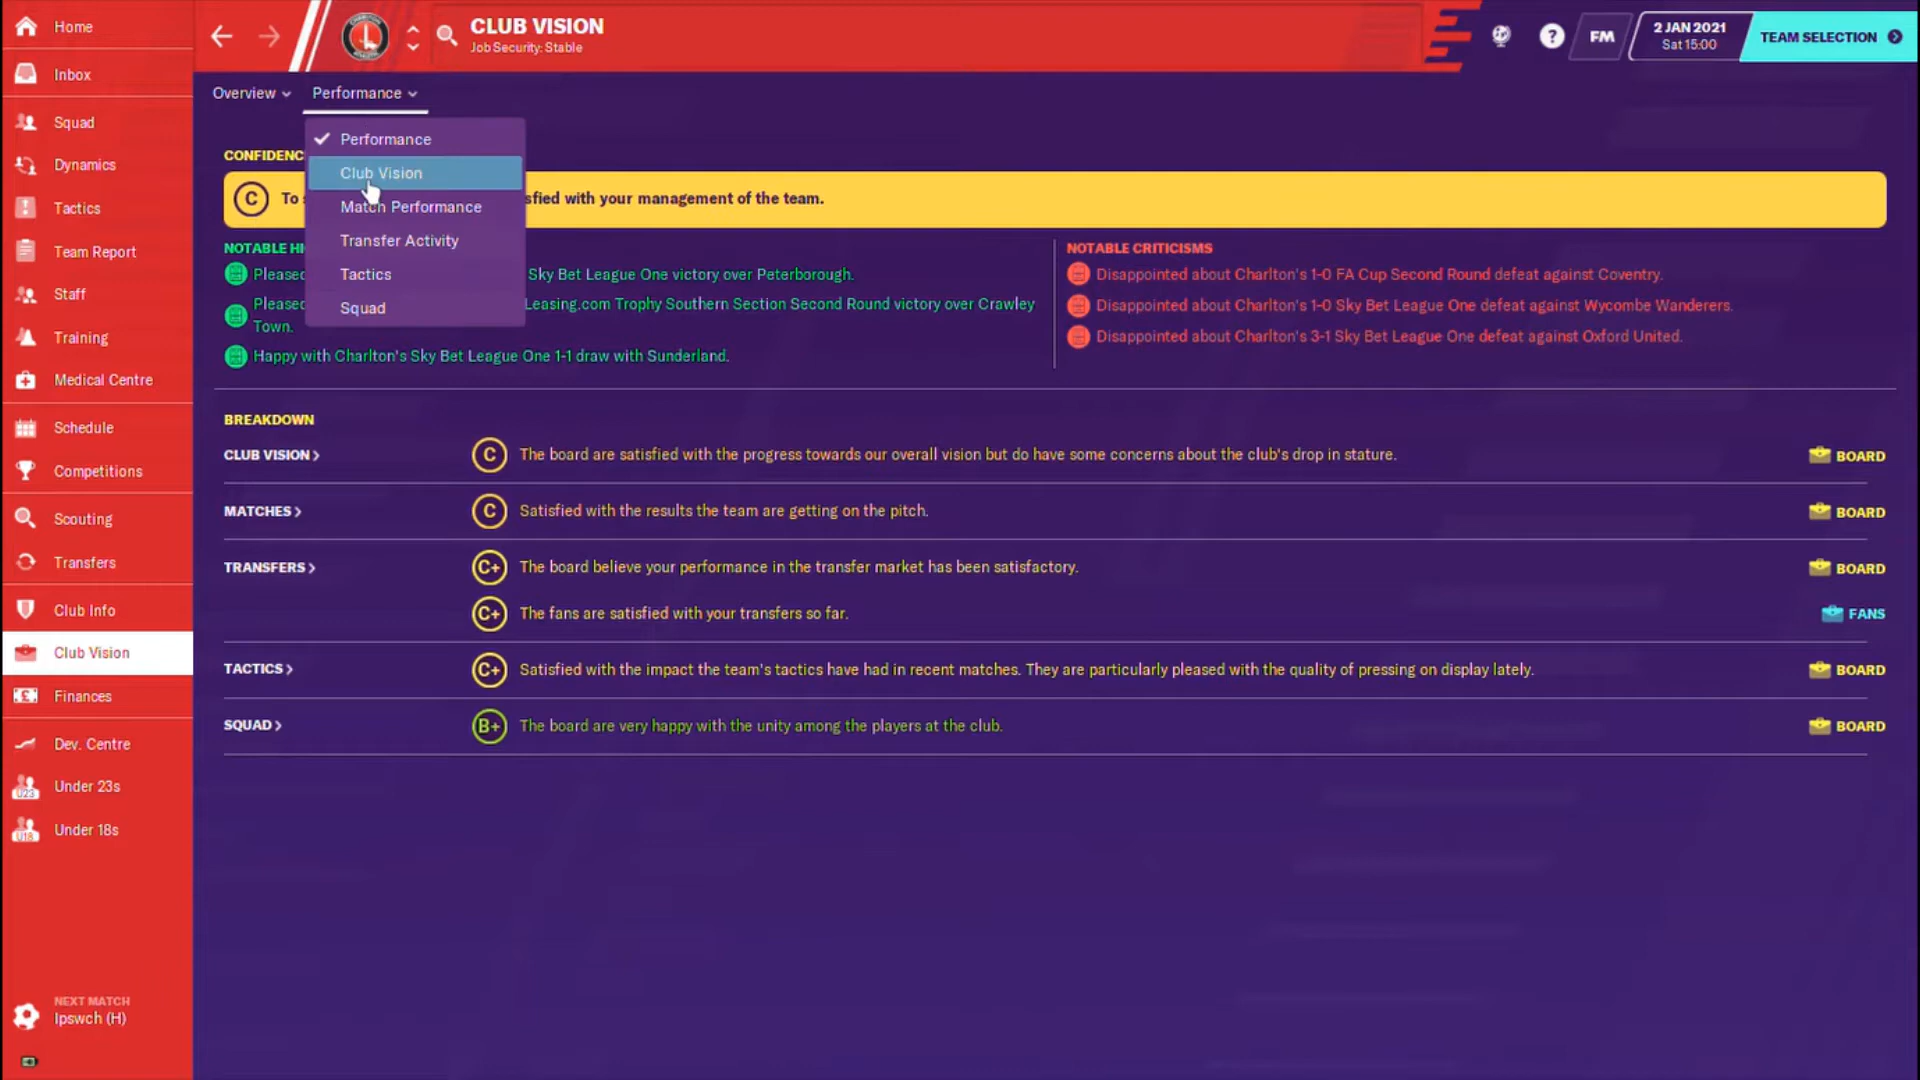 Home
Inbox
Squad
Dynamics
Tactics
Team Report
Staff
Training
Medical Centre
Schedule
Competitions
Scouting
Transfers
Club Info
Club Vision
Finances
Dev. Centre
U23
Under 23s
U18
Under 18s
NEXT MATCH
Ipswch (H)
CLUB VISION
Job Security: Stable
? FM
2 JAN 2021
Sat 15:00
TEAM SELECTION
Overview Performance
Performance
Club Vision
Match Performance
Transfer Activity
Tactics
Squad
CONFIDENC
C To sfied with your management of the team.
NOTABLE HI
Pleased Sky Bet League One victory over Peterborough.
Pleased Leasing.com Trophy Southern Section Second Round victory over Crawley
Town.
Happy with Charlton's Sky Bet League One 1-1 draw with Sunderland.
NOTABLE CRITICISMS
Disappointed about Charlton's 1-0 FA Cup Second Round defeat against Coventry.
Disappointed about Charlton's 1-0 Sky Bet League One defeat against Wycombe Wanderers.
Disappointed about Charlton's 3-1 Sky Bet League One defeat against Oxford United.
BREAKDOWN
CLUB VISION > C The board are satisfied with the progress towards our overall vision but do have some concerns about the club's drop in stature. BOARD
MATCHES > C Satisfied with the results the team are getting on the pitch. BOARD
TRANSFERS > C+ The board believe your performance in the transfer market has been satisfactory. BOARD
C+ The fans are satisfied with your transfers so far. FANS
TACTICS > C+ Satisfied with the impact the team's tactics have had in recent matches. They are particularly pleased with the quality of pressing on display lately. BOARD
SQUAD > B+ The board are very happy with the unity among the players at the club. BOARD